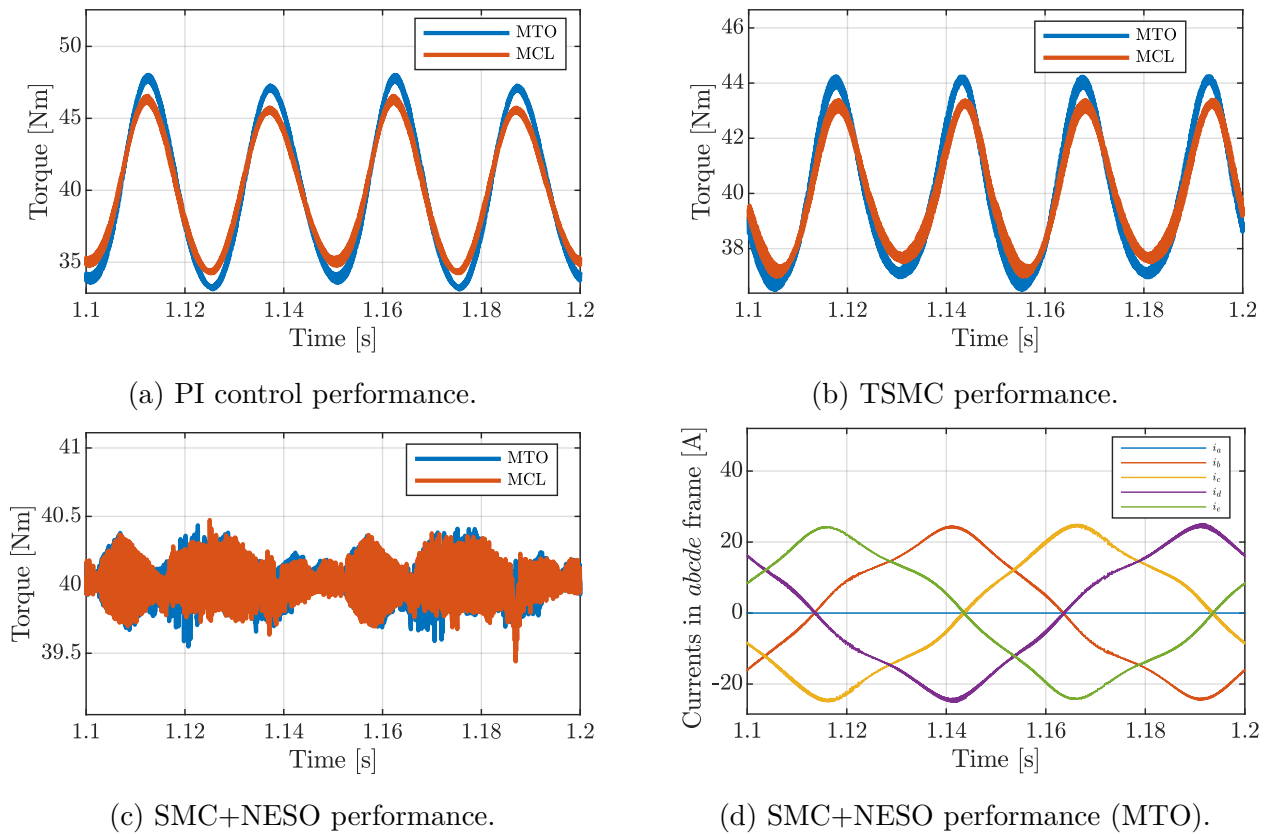 50
45
40
35
Torque [Nm]
MTO
MCL
1.1 1.12 1.14 1.16 1.18 1.2
Time [s]
(a) PI control performance.
46
44
42
40
38
Torque [Nm]
MTO
MCL
1.1 1.12 1.14 1.16 1.18 1.2
Time [s]
(b) TSMC performance.
41
40.5
40
39.5
Torque [Nm]
MTO
MCL
1.1 1.12 1.14 1.16 1.18 1.2
Time [s]
(c) SMC+NESO performance.
40
20
0
-20
Currents in abcde frame [A]
i_a
i_b
i_c
i_d
i_e
1.1 1.12 1.14 1.16 1.18 1.2
Time [s]
(d) SMC+NESO performance (MTO).